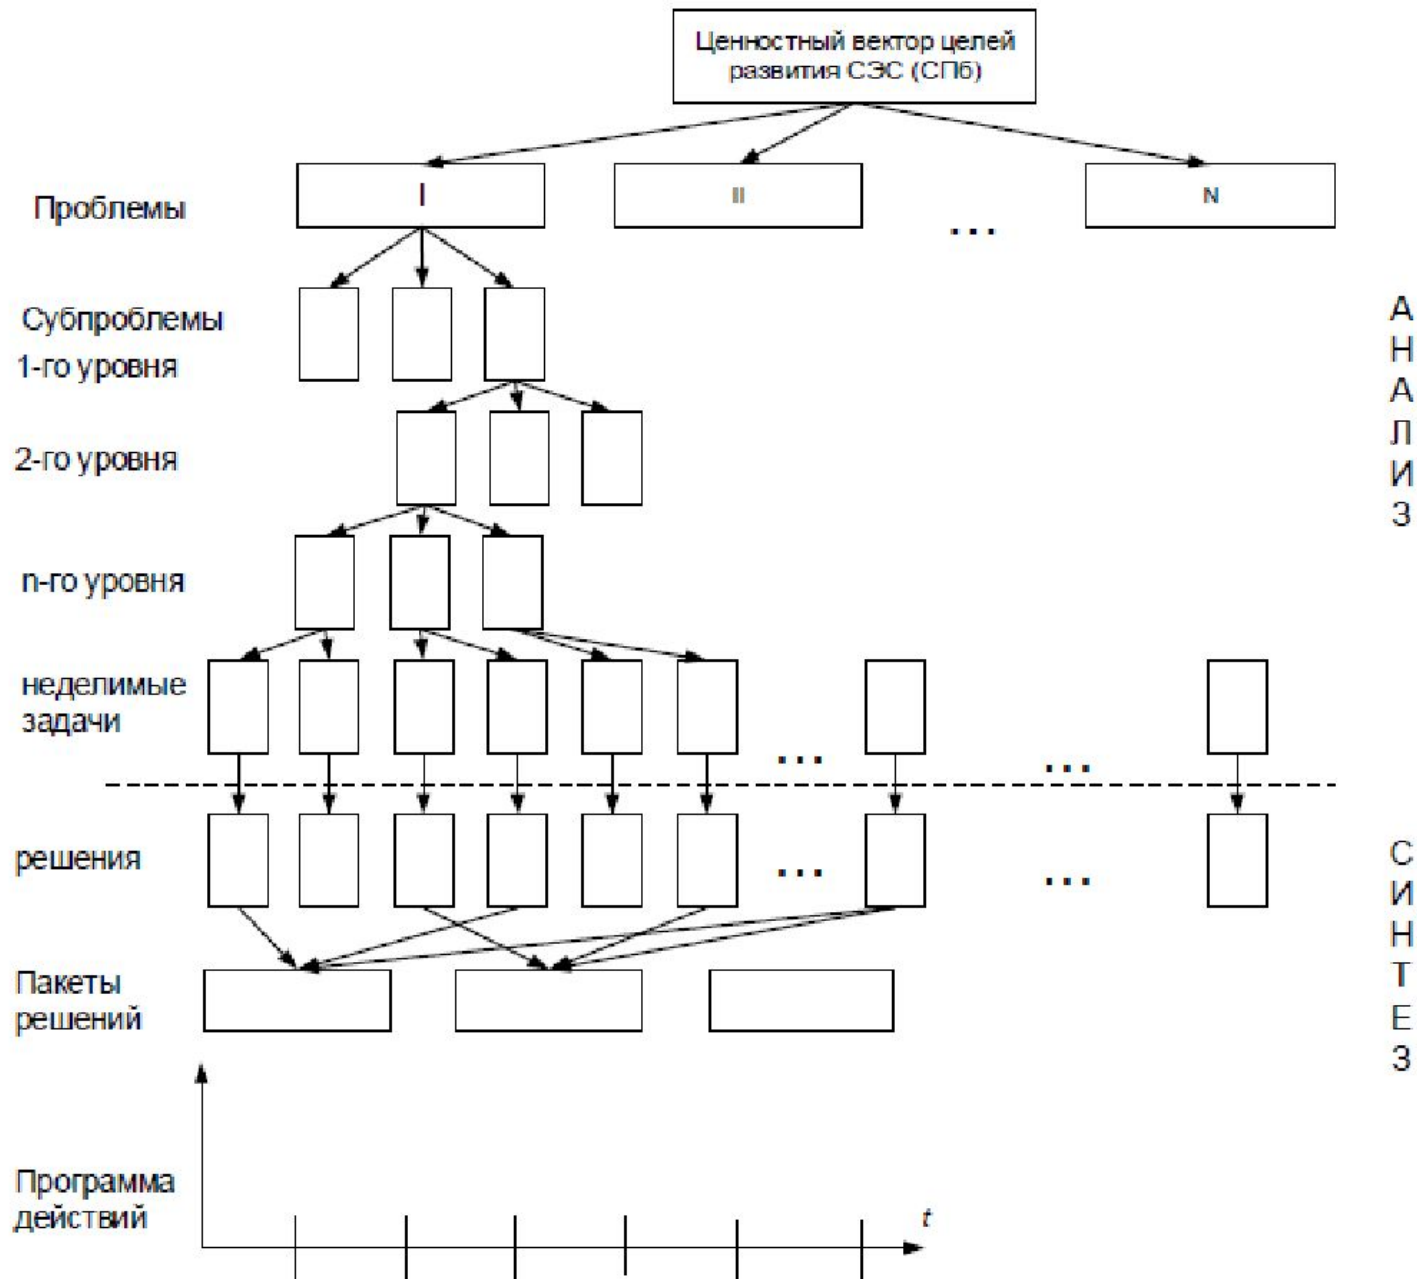 Ценностный вектор целей
развития СЭС (СПб)
Проблемы
I
II
...
N
Субпроблемы
1-го уровня
2-го уровня
n-го уровня
неделимые
задачи
...
...
решения
...
...
Пакеты
решений
Программа
действий
t
А
Н
А
Л
И
З
С
И
Н
Т
Е
З